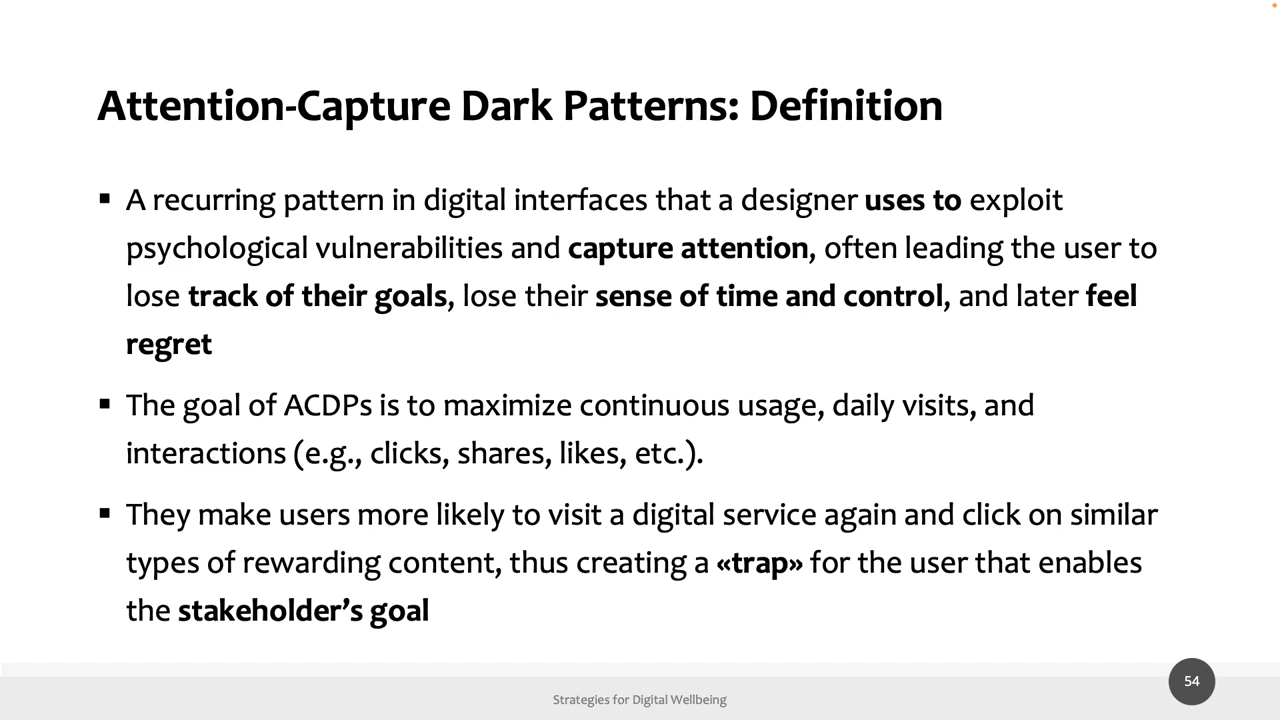 Attention-Capture Dark Patterns: Definition
▪ A recurring pattern in digital interfaces that a designer uses to exploit
psychological vulnerabilities and capture attention, often leading the user to
lose track of their goals, lose their sense of time and control, and later feel
regret
▪ The goal of ACDPs is to maximize continuous usage, daily visits, and
interactions (e.g., clicks, shares, likes, etc.).
▪ They make users more likely to visit a digital service again and click on similar
types of rewarding content, thus creating a «trap» for the user that enables
the stakeholder’s goal
Strategies for Digital Wellbeing
54